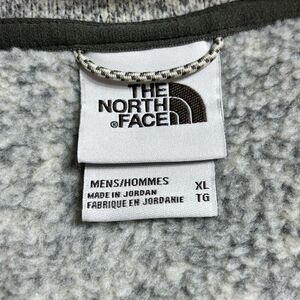 THE
NORTH
®FACE
MENS/HOMMES XL
MADE IN JORDAN TG
FABRIQUE EN JORDANIE